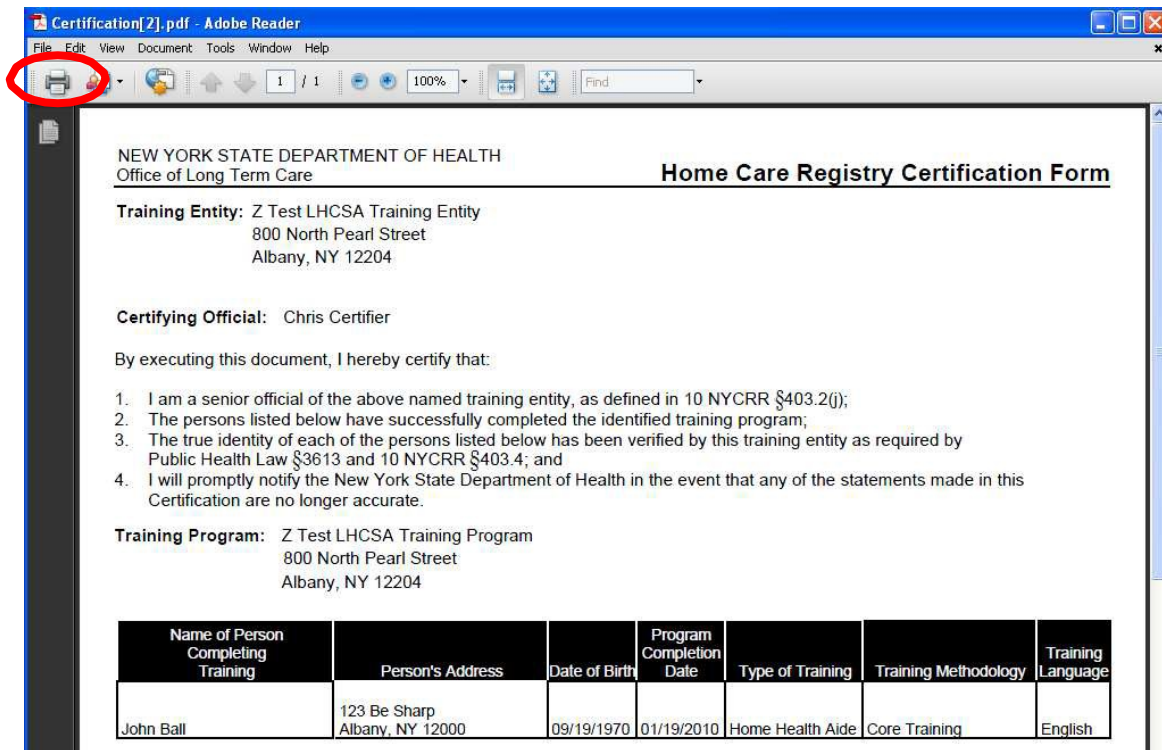 Certification[2].pdf - Adobe Reader
File Edit View Document Tools Window Help
1 / 1 100% Find
NEW YORK STATE DEPARTMENT OF HEALTH
Office of Long Term Care
Home Care Registry Certification Form
Training Entity: Z Test LHCSA Training Entity
800 North Pearl Street
Albany, NY 12204
Certifying Official: Chris Certifier
By executing this document, I hereby certify that:
1. I am a senior official of the above named training entity, as defined in 10 NYCRR §403.2(j);
2. The persons listed below have successfully completed the identified training program;
3. The true identity of each of the persons listed below has been verified by this training entity as required by
Public Health Law §3613 and 10 NYCRR §403.4; and
4. I will promptly notify the New York State Department of Health in the event that any of the statements made in this
Certification are no longer accurate.
Training Program: Z Test LHCSA Training Program
800 North Pearl Street
Albany, NY 12204
Name of Person
Completing
Training
Person's Address
Date of Birth
Program
Completion
Date
Type of Training
Training Methodology
Training
Language
John Ball
123 Be Sharp
Albany, NY 12000
09/19/1970
01/19/2010
Home Health Aide
Core Training
English